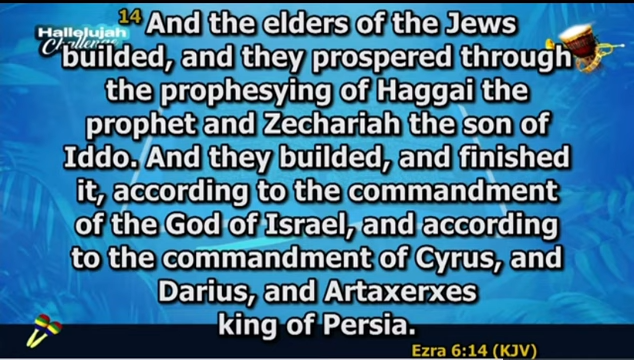 Hallelujah
Challenge
14 And the elders of the Jews
builded, and they prospered through
the prophesying of Haggai the
prophet and Zechariah the son of
Iddo. And they builded, and finished
it, according to the commandment
of the God of Israel, and according
to the commandment of Cyrus, and
Darius, and Artaxerxes
king of Persia.
Ezra 6:14 (KJV)